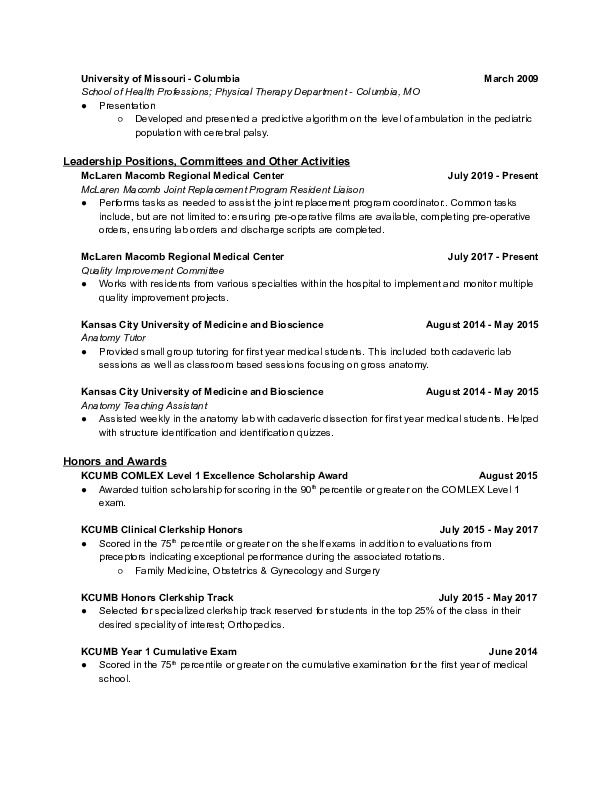 University of Missouri - Columbia March 2009
School of Health Professions; Physical Therapy Department - Columbia, MO
● Presentation
○ Developed and presented a predictive algorithm on the level of ambulation in the pediatric
population with cerebral palsy.
Leadership Positions, Committees and Other Activities
McLaren Macomb Regional Medical Center July 2019 - Present
McLaren Macomb Joint Replacement Program Resident Liaison
● Performs tasks as needed to assist the joint replacement program coordinator.. Common tasks
include, but are not limited to: ensuring pre-operative films are available, completing pre-operative
orders, ensuring lab orders and discharge scripts are completed.
McLaren Macomb Regional Medical Center July 2017 - Present
Quality Improvement Committee
● Works with residents from various specialties within the hospital to implement and monitor multiple
quality improvement projects.
Kansas City University of Medicine and Bioscience August 2014 - May 2015
Anatomy Tutor
● Provided small group tutoring for first year medical students. This included both cadaveric lab
sessions as well as classroom based sessions focusing on gross anatomy.
Kansas City University of Medicine and Bioscience August 2014 - May 2015
Anatomy Teaching Assistant
● Assisted weekly in the anatomy lab with cadaveric dissection for first year medical students. Helped
with structure identification and identification quizzes.
Honors and Awards
KCUMB COMLEX Level 1 Excellence Scholarship Award August 2015
● Awarded tuition scholarship for scoring in the 90th percentile or greater on the COMLEX Level 1
exam.
KCUMB Clinical Clerkship Honors July 2015 - May 2017
● Scored in the 75th percentile or greater on the shelf exams in addition to evaluations from
preceptors indicating exceptional performance during the associated rotations.
○ Family Medicine, Obstetrics & Gynecology and Surgery
KCUMB Honors Clerkship Track July 2015 - May 2017
● Selected for specialized clerkship track reserved for students in the top 25% of the class in their
desired speciality of interest; Orthopedics.
KCUMB Year 1 Cumulative Exam June 2014
● Scored in the 75th percentile or greater on the cumulative examination for the first year of medical
school.